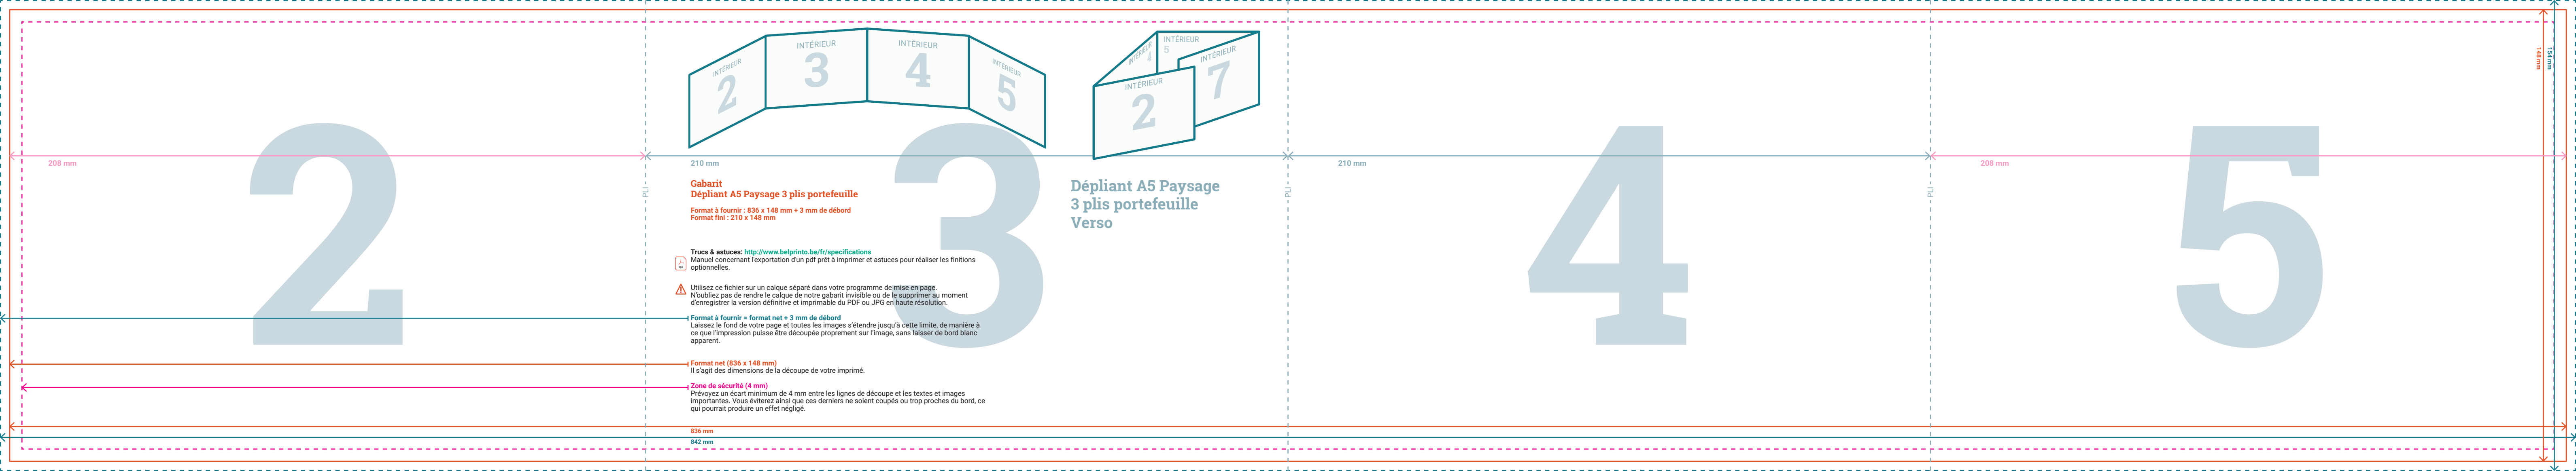 INTÉRIEUR
2
INTÉRIEUR
3
INTÉRIEUR
4
INTÉRIEUR
5
INTÉRIEUR
4
INTÉRIEUR
5
INTÉRIEUR
7
INTÉRIEUR
2
148 mm
154 mm
2
3
4
5
208 mm
210 mm
210 mm
208 mm
PLI
PLI
PLI
Gabarit
Dépliant A5 Paysage 3 plis portefeuille
Format à fournir : 836 x 148 mm + 3 mm de débord
Format fini : 210 x 148 mm
Dépliant A5 Paysage
3 plis portefeuille
Verso
Trucs & astuces: http://www.belprinto.be/fr/specifications
Manuel concernant l'exportation d'un pdf prêt à imprimer et astuces pour réaliser les finitions
optionnelles.
Utilisez ce fichier sur un calque séparé dans votre programme de mise en page.
N'oubliez pas de rendre le calque de notre gabarit invisible ou de le supprimer au moment
d'enregistrer la version définitive et imprimable du PDF ou JPG en haute résolution.
Format à fournir = format net + 3 mm de débord
Laissez le fond de votre page et toutes les images s'étendre jusqu'à cette limite, de manière à
ce que l'impression puisse être découpée proprement sur l'image, sans laisser de bord blanc
apparent.
Format net (836 x 148 mm)
Il s'agit des dimensions de la découpe de votre imprimé.
Zone de sécurité (4 mm)
Prévoyez un écart minimum de 4 mm entre les lignes de découpe et les textes et images
importantes. Vous éviterez ainsi que ces derniers ne soient coupés ou trop proches du bord, ce
qui pourrait produire un effet négligé.
836 mm
842 mm